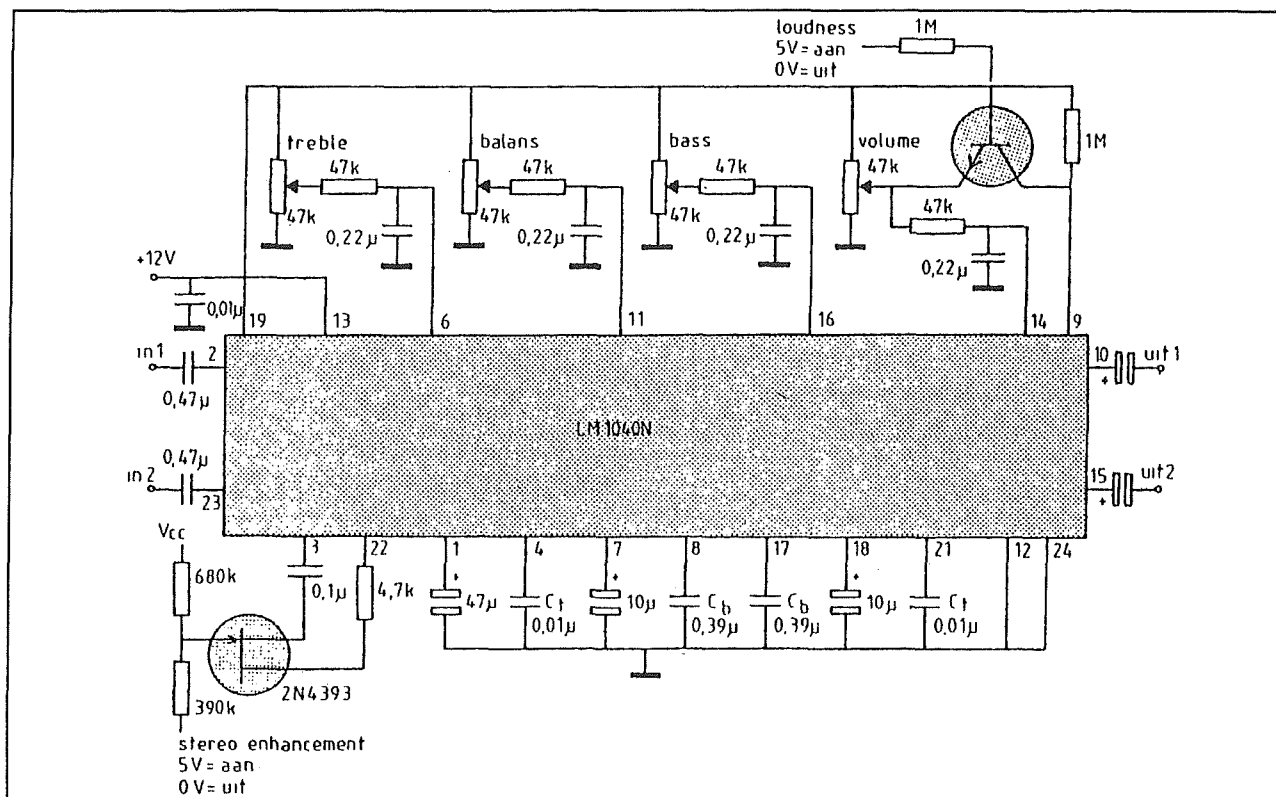 loudness
5V= aan
0V= uit
1M
1M
treble
47k
47k
0,22µ
balans
47k
47k
0,22µ
bass
47k
47k
0,22µ
volume
47k
47k
0,22µ
+12V
0,01µ
19
13
6
11
16
14
9
in1
2
0,47µ
10
+
uit 1
LM1040N
0,47µ
in 2
23
15
+
uit2
Vcc
680k
390k
3
0,1µ
22
4,7k
2N4393
1
+
47µ
4
Ct
0,01µ
7
+
10µ
8
Cb
0,39µ
17
Cb
0,39µ
18
+
10µ
21
Ct
0,01µ
12
24
stereo enhancement
5V= aan
0V= uit